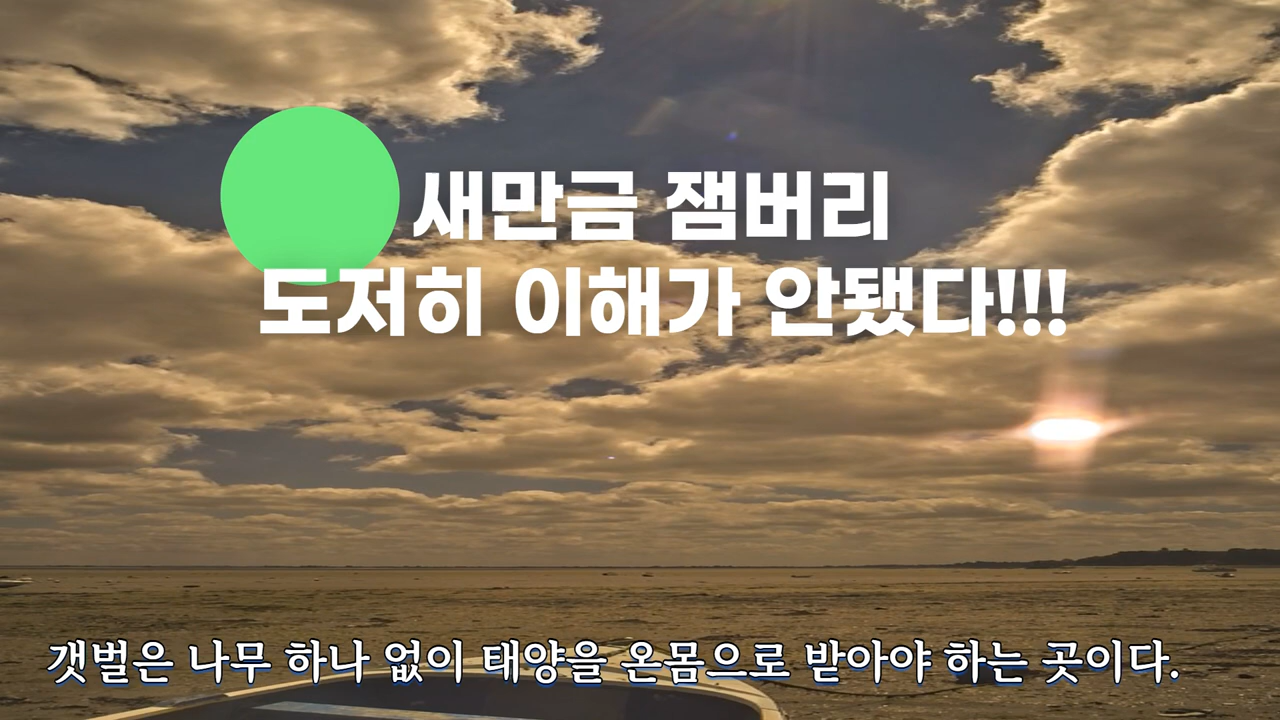 새만금 잼버리
도저히 이해가 안됐다!!!
갯벌은 나무 하나 없이 태양을 온몸으로 받아야 하는 곳이다.